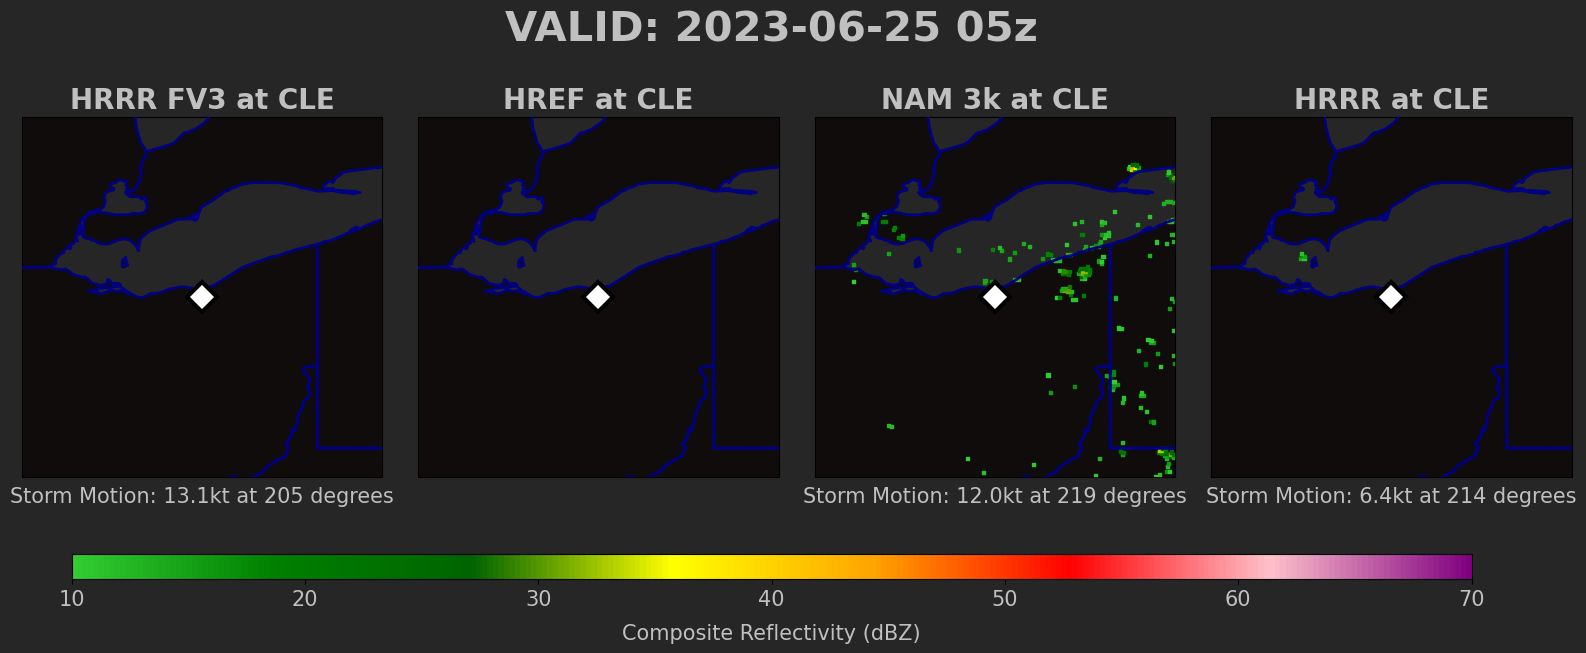 VALID: 2023-06-25 05z
HRRR FV3 at CLE
HREF at CLE
NAM 3k at CLE
HRRR at CLE
Storm Motion: 13.1kt at 205 degrees
Storm Motion: 12.0kt at 219 degrees
Storm Motion: 6.4kt at 214 degrees
10 20 30 40 50 60 70
Composite Reflectivity (dBZ)